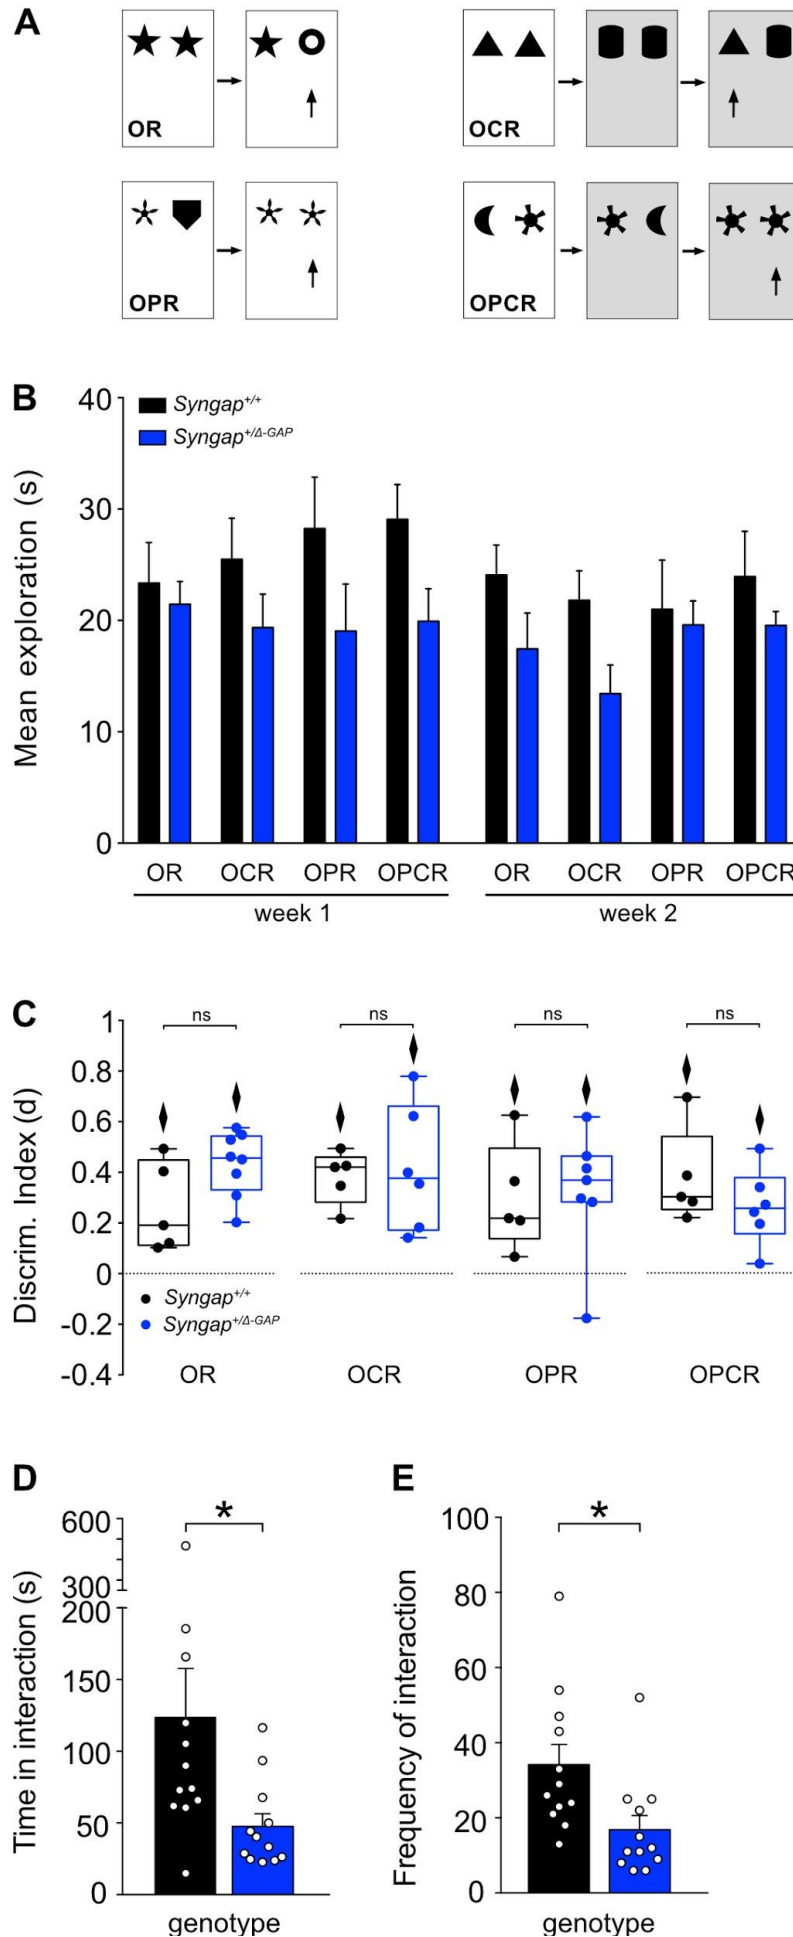 A
OR
OCR
OPR
OPCR
B
Syngap+/+
Syngap+/Δ-GAP
Mean exploration (s)
40
30
20
10
0
OR OCR OPR OPCR OR OCR OPR OPCR
week 1 week 2
C
Discrim. Index (d)
ns ns ns ns
1
0.8
0.6
0.4
0.2
0
-0.2
-0.4
Syngap+/+
Syngap+/Δ-GAP
OR OCR OPR OPCR
D
Time in interaction (s)
600
300
200
150
100
50
0
*
genotype
E
Frequency of interaction
100
80
60
40
20
0
*
genotype